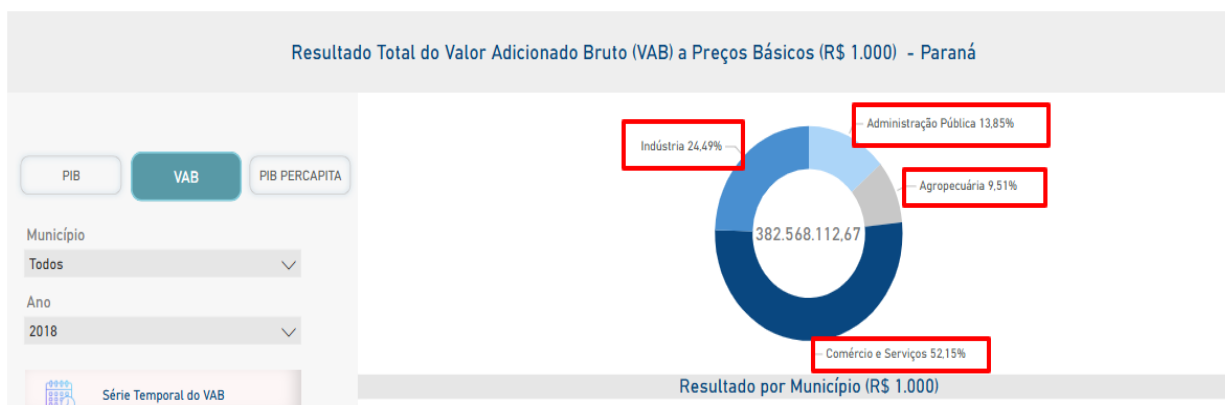 Resultado Total do Valor Adicionado Bruto (VAB) a Preços Básicos (R$ 1.000) - Paraná
PIB
VAB
PIB PERCAPITA
Município
Todos
Ano
2018
Série Temporal do VAB
Administração Pública 13,85%
Indústria 24,49%
Agropecuária 9,51%
382.568.112,67
Comércio e Serviços 52,15%
Resultado por Município (R$ 1.000)